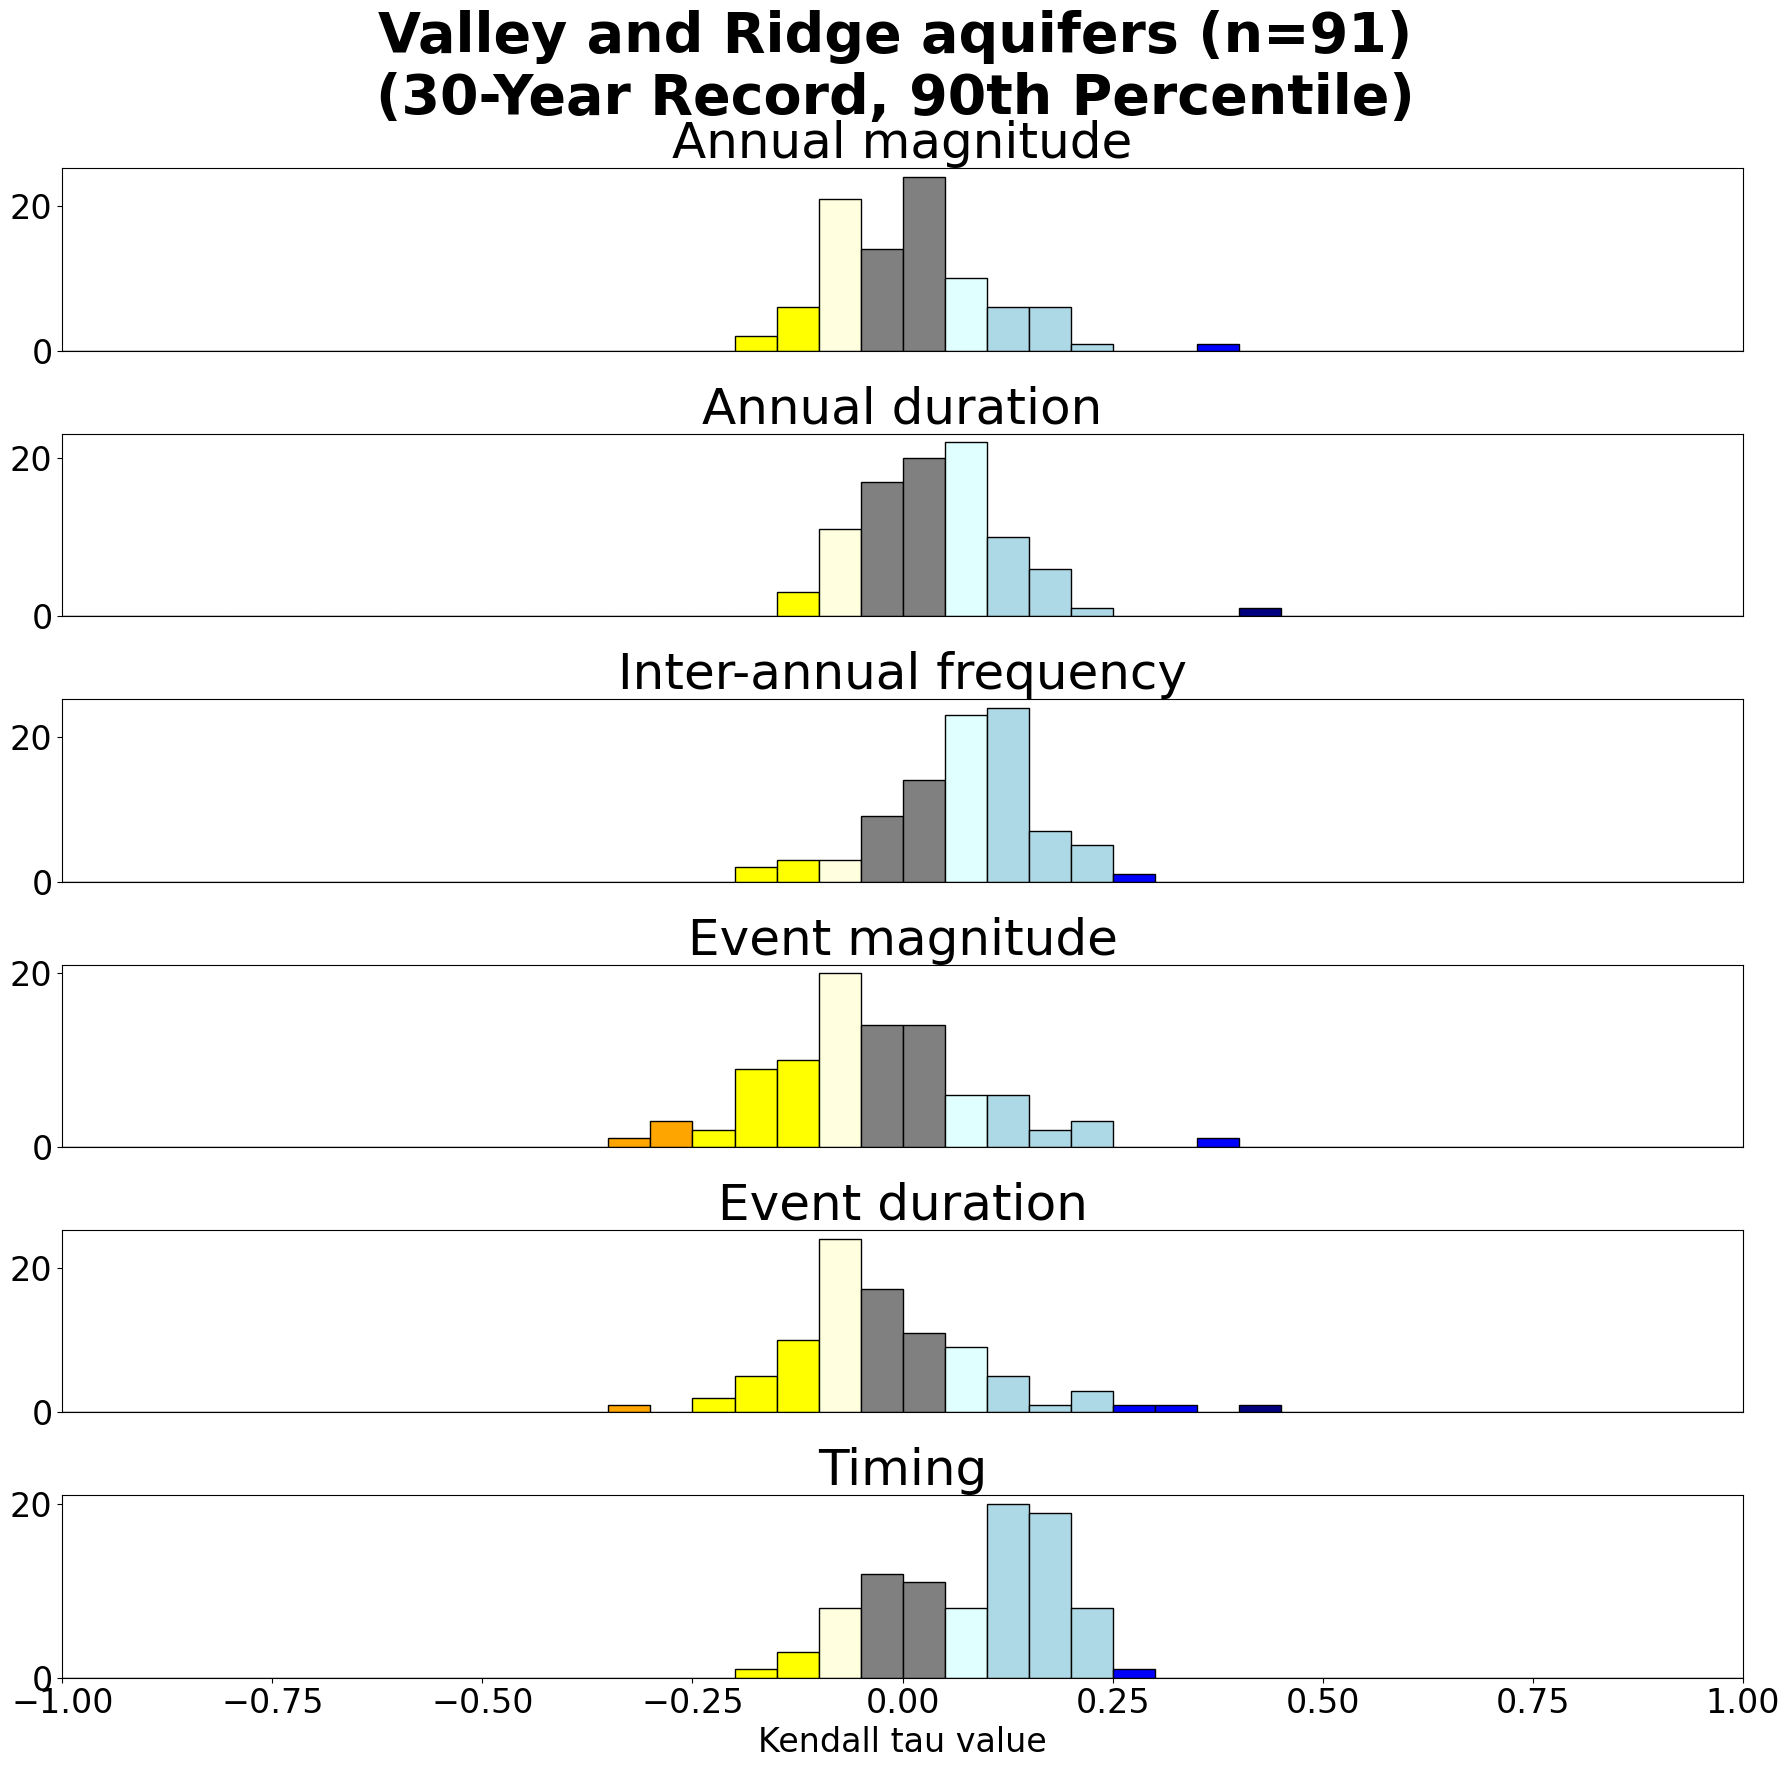 Valley and Ridge aquifers (n=91)
(30-Year Record, 90th Percentile)
Annual magnitude
20
0
Annual duration
20
0
Inter-annual frequency
20
0
Event magnitude
20
0
Event duration
20
0
Timing
20
0
−1.00 −0.75 −0.50 −0.25 0.00 0.25 0.50 0.75 1.00
Kendall tau value